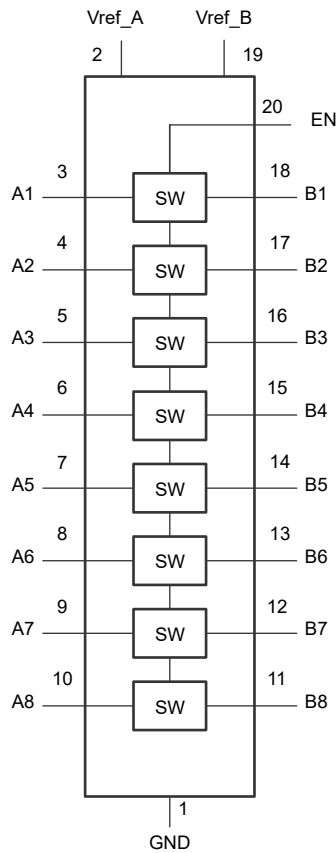 Vref_A Vref_B
2 19
20 EN
3 18
A1 SW B1
4 17
A2 SW B2
5 16
A3 SW B3
6 15
A4 SW B4
7 14
A5 SW B5
8 13
A6 SW B6
9 12
A7 SW B7
10 11
A8 SW B8
1
GND